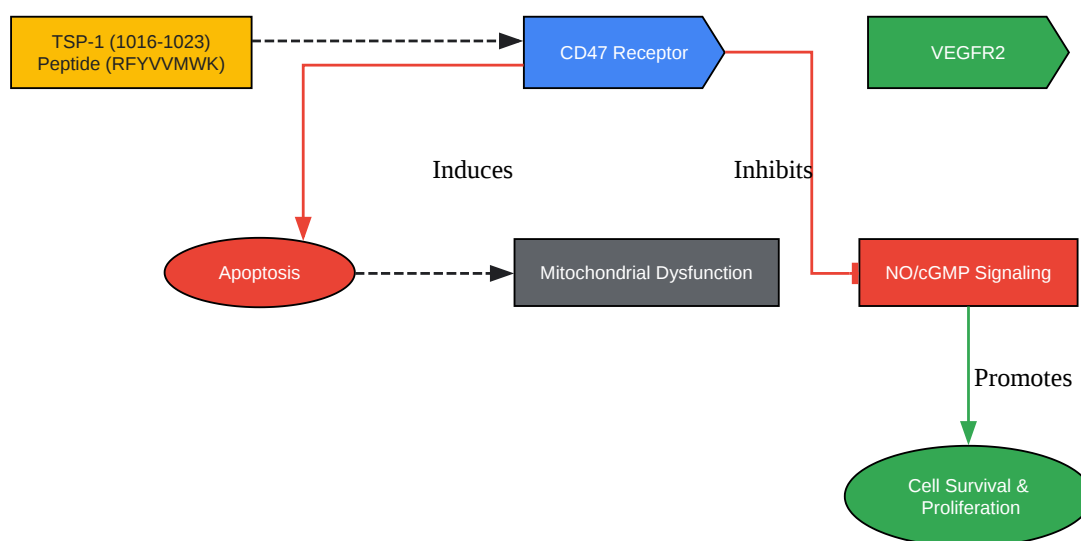 TSP-1 (1016-1023)
Peptide (RFYVVMWK)
CD47 Receptor
VEGFR2
Induces
Inhibits
Apoptosis
Mitochondrial Dysfunction
NO/cGMP Signaling
Promotes
Cell Survival &
Proliferation